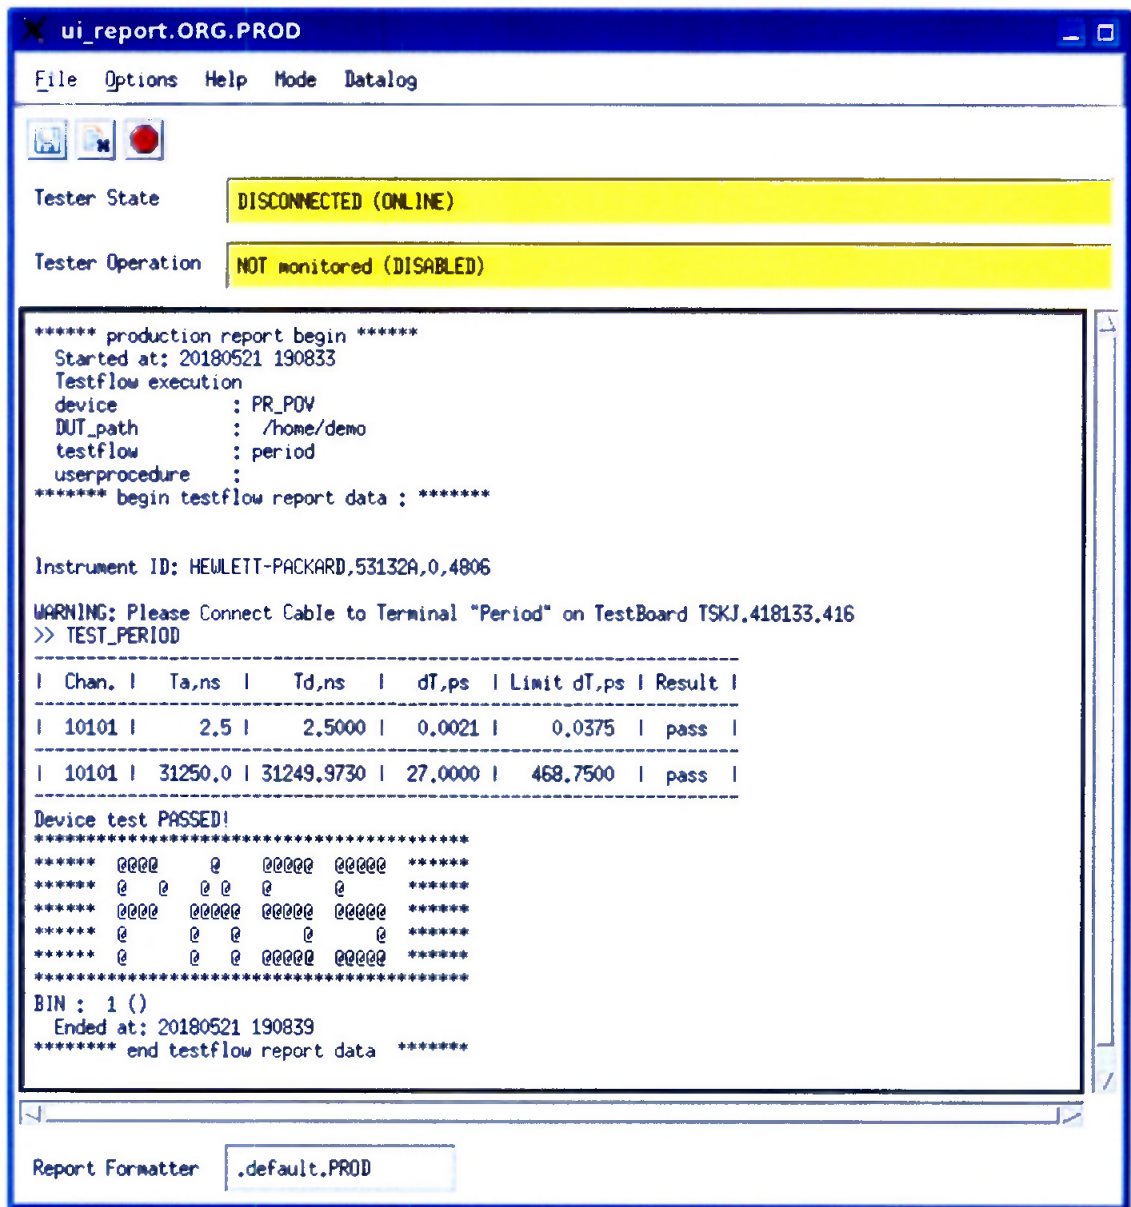 ui_report.ORG.PROD
File Options Help Mode Datalog
Tester State DISCONNECTED (ONLINE)
Tester Operation NOT monitored (DISABLED)
****** production report begin ******
Started at: 20180521 190833
Testflow execution
device : PR_POV
DUT_path : /home/demo
testflow : period
userprocedure :
******* begin testflow report data : *******
Instrument ID: HEWLETT-PACKARD,53132A,0,4806
WARNING: Please Connect Cable to Terminal "Period" on TestBoard TSKJ.418133.416
>> TEST_PERIOD
----------------------------------------------------------------------
| Chan. | Ta,ns | Td,ns | dT,ps | Limit dT,ps | Result |
----------------------------------------------------------------------
| 10101 | 2.5 | 2.5000 | 0.0021 | 0.0375 | pass |
----------------------------------------------------------------------
| 10101 | 31250.0 | 31249.9730 | 27.0000 | 468.7500 | pass |
----------------------------------------------------------------------
Device test PASSED!
******************************************
****** @@@@     @    @@@@@  @@@@@  ******
****** @   @   @ @   @      @      ******
****** @@@@   @@@@@  @@@@@  @@@@@  ******
****** @      @   @      @      @  ******
****** @      @   @  @@@@@  @@@@@  ******
******************************************
BIN : 1 ()
Ended at: 20180521 190839
******** end testflow report data *******
Report Formatter .default.PROD